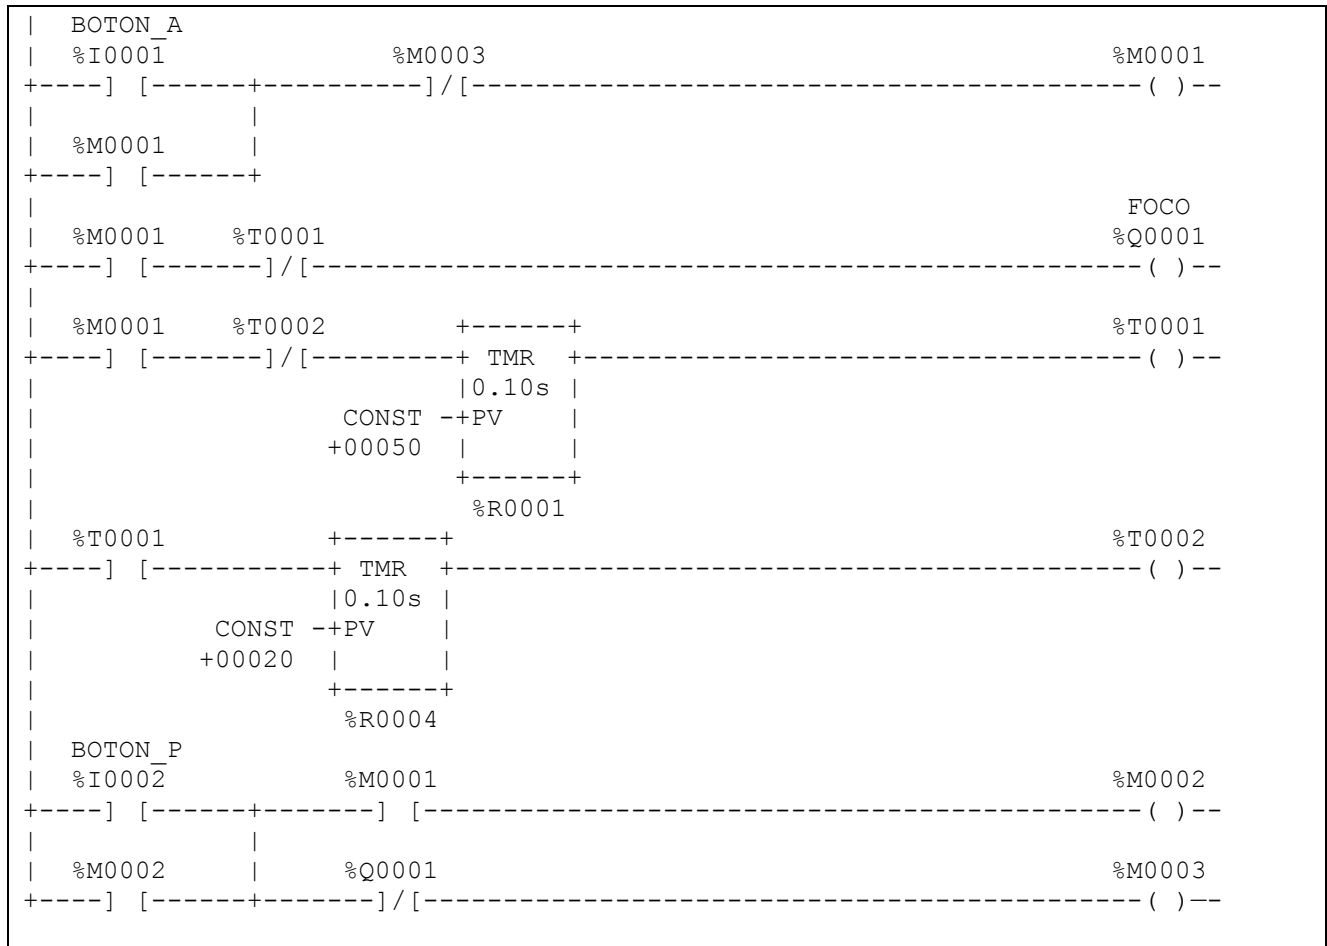 |  BOTON_A
|  %I0001              %M0003                                       %M0001
+----] [------+----------]/[------------------------------------------( )--
|             |
|  %M0001     |
+----] [------+
|                                                                    FOCO
|  %M0001    %T0001                                                 %Q0001
+----] [-------]/[----------------------------------------------------( )--
|
|  %M0001    %T0002        +------+                                 %T0001
+----] [-------]/[---------+ TMR  +-----------------------------------( )--
|                          |0.10s |
|                   CONST -+PV    |
|                  +00050  |      |
|                          +------+
|                           %R0001
|  %T0001          +------+                                         %T0002
+----] [-----------+ TMR  +-------------------------------------------( )--
|                  |0.10s |
|           CONST -+PV    |
|          +00020  |      |
|                  +------+
|                   %R0004
|  BOTON_P
|  %I0002           %M0001                                          %M0002
+----] [------+-------] [---------------------------------------------( )--
|             |
|  %M0002     |     %Q0001                                          %M0003
+----] [------+-------]/[---------------------------------------------( )–-